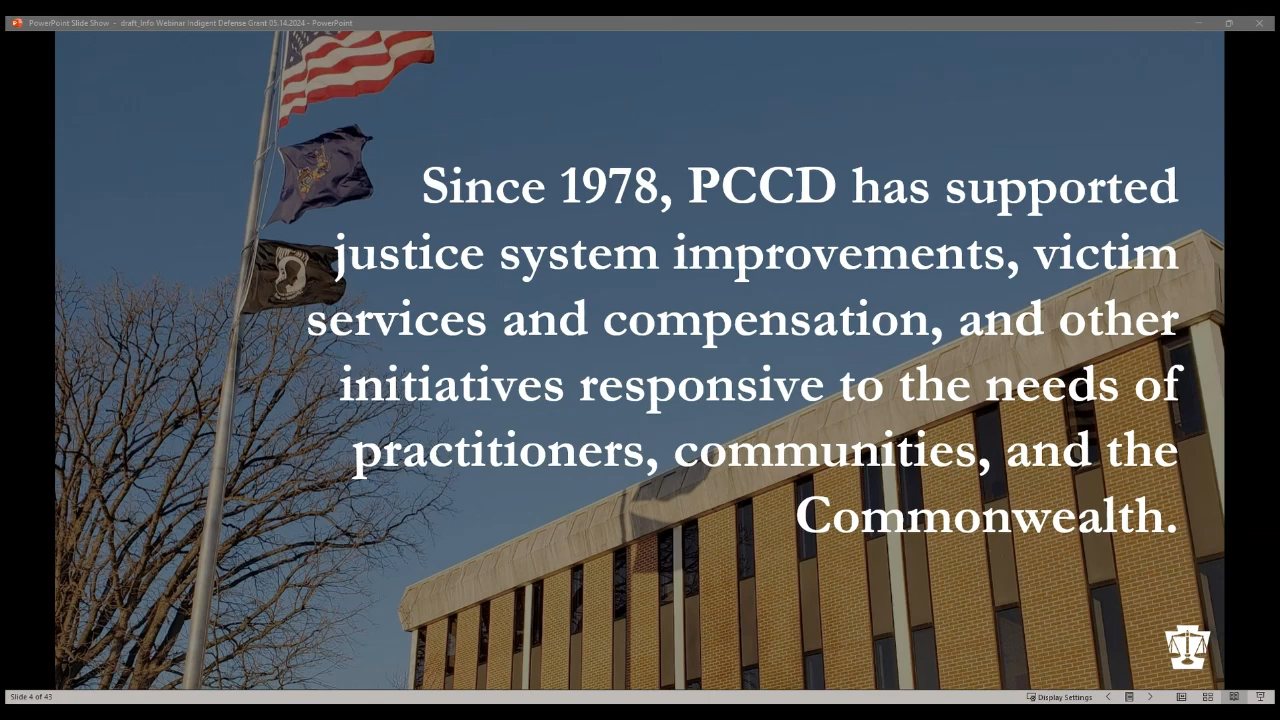 PowerPoint Slide Show - draft_Info Webinar Indigent Defense Grant 05.14.2024 - PowerPoint
Since 1978, PCCD has supported
justice system improvements, victim
services and compensation, and other
initiatives responsive to the needs of
practitioners, communities, and the
Commonwealth.
Slide 4 of 43
Display Settings